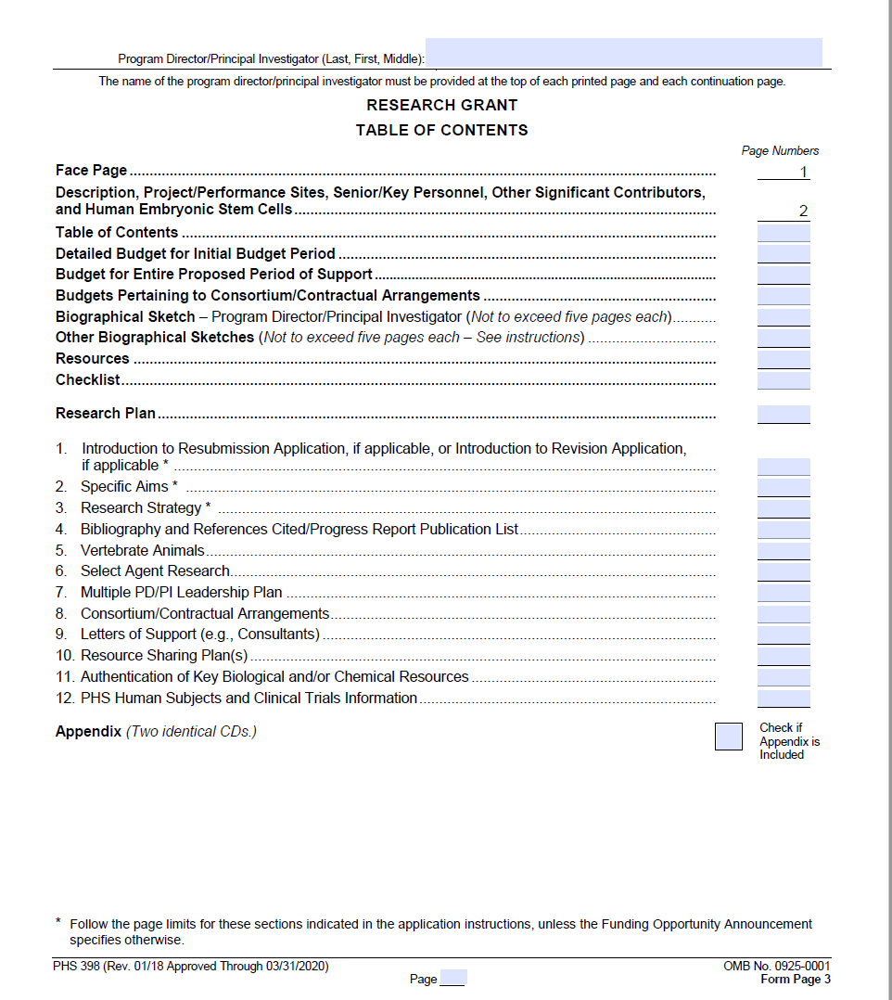 Program Director/Principal Investigator (Last, First, Middle):
The name of the program director/principal investigator must be provided at the top of each printed page and each continuation page.
RESEARCH GRANT
TABLE OF CONTENTS
Page Numbers
Face Page 1
Description, Project/Performance Sites, Senior/Key Personnel, Other Significant Contributors,
and Human Embryonic Stem Cells 2
Table of Contents
Detailed Budget for Initial Budget Period
Budget for Entire Proposed Period of Support
Budgets Pertaining to Consortium/Contractual Arrangements
Biographical Sketch – Program Director/Principal Investigator (Not to exceed five pages each)
Other Biographical Sketches (Not to exceed five pages each – See instructions)
Resources
Checklist
Research Plan
1. Introduction to Resubmission Application, if applicable, or Introduction to Revision Application,
if applicable *
2. Specific Aims *
3. Research Strategy *
4. Bibliography and References Cited/Progress Report Publication List
5. Vertebrate Animals
6. Select Agent Research
7. Multiple PD/PI Leadership Plan
8. Consortium/Contractual Arrangements
9. Letters of Support (e.g., Consultants)
10. Resource Sharing Plan(s)
11. Authentication of Key Biological and/or Chemical Resources
12. PHS Human Subjects and Clinical Trials Information
Appendix (Two identical CDs.)
Check if
Appendix is
Included
* Follow the page limits for these sections indicated in the application instructions, unless the Funding Opportunity Announcement
specifies otherwise.
PHS 398 (Rev. 01/18 Approved Through 03/31/2020) OMB No. 0925-0001
Page Form Page 3